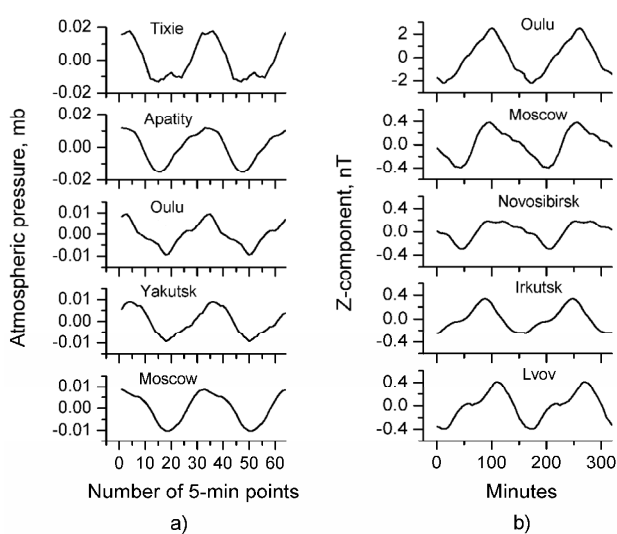 Atmospheric pressure, mb
Tixie
0.02
0.01
0.00
-0.02
Apatity
0.02
0.00
-0.02
Oulu
0.01
0.00
-0.01
Yakutsk
0.01
0.00
-0.01
Moscow
0.01
0.00
-0.01
0 10 20 30 40 50 60
Number of 5-min points
a)
Z-component, nT
Oulu
2
0
-2
Moscow
0.4
0.0
-0.4
Novosibirsk
0.4
0.0
-0.4
Irkutsk
0.4
0.0
-0.4
Lvov
0.4
0.0
-0.4
0 100 200 300
Minutes
b)